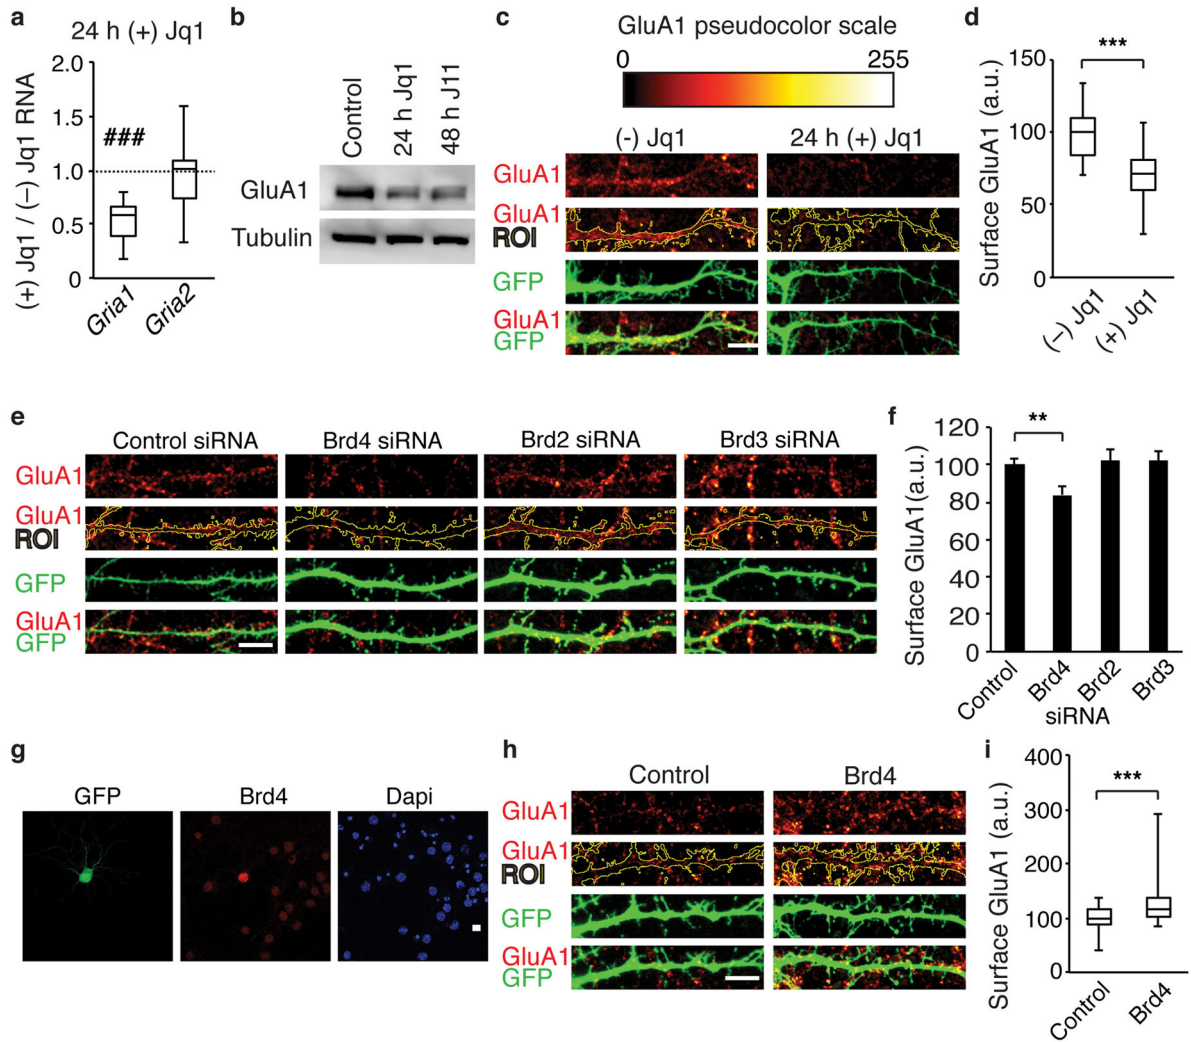 a
24 h (+) Jq1
(+) Jq1 / (–) Jq1 RNA
2.0
1.5
1.0
0.5
0
###
Gria1
Gria2
b
Control
24 h Jq1
48 h J11
GluA1
Tubulin
c
GluA1 pseudocolor scale
0
255
(-) Jq1
24 h (+) Jq1
GluA1
GluA1
ROI
GFP
GluA1
GFP
d
Surface GluA1 (a.u.)
150
100
50
0
***
(–) Jq1
(+) Jq1
e
Control siRNA
Brd4 siRNA
Brd2 siRNA
Brd3 siRNA
GluA1
GluA1
ROI
GFP
GluA1
GFP
f
Surface GluA1(a.u.)
120
100
80
60
40
20
0
**
Control
Brd4
Brd2
Brd3
siRNA
g
GFP
Brd4
Dapi
h
Control
Brd4
GluA1
GluA1
ROI
GFP
GluA1
GFP
i
Surface GluA1 (a.u.)
400
300
200
100
0
***
Control
Brd4